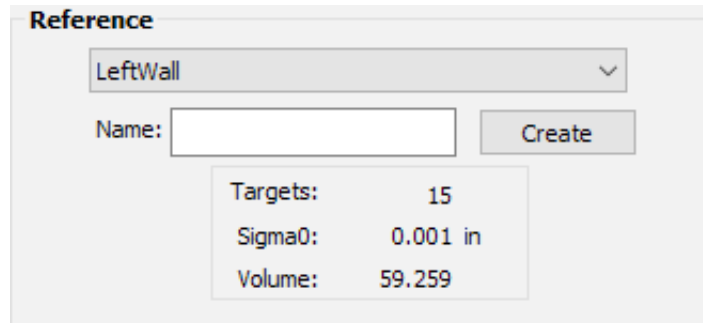 Reference
LeftWall
Name: Create
Targets: 15
Sigma0: 0.001 in
Volume: 59.259